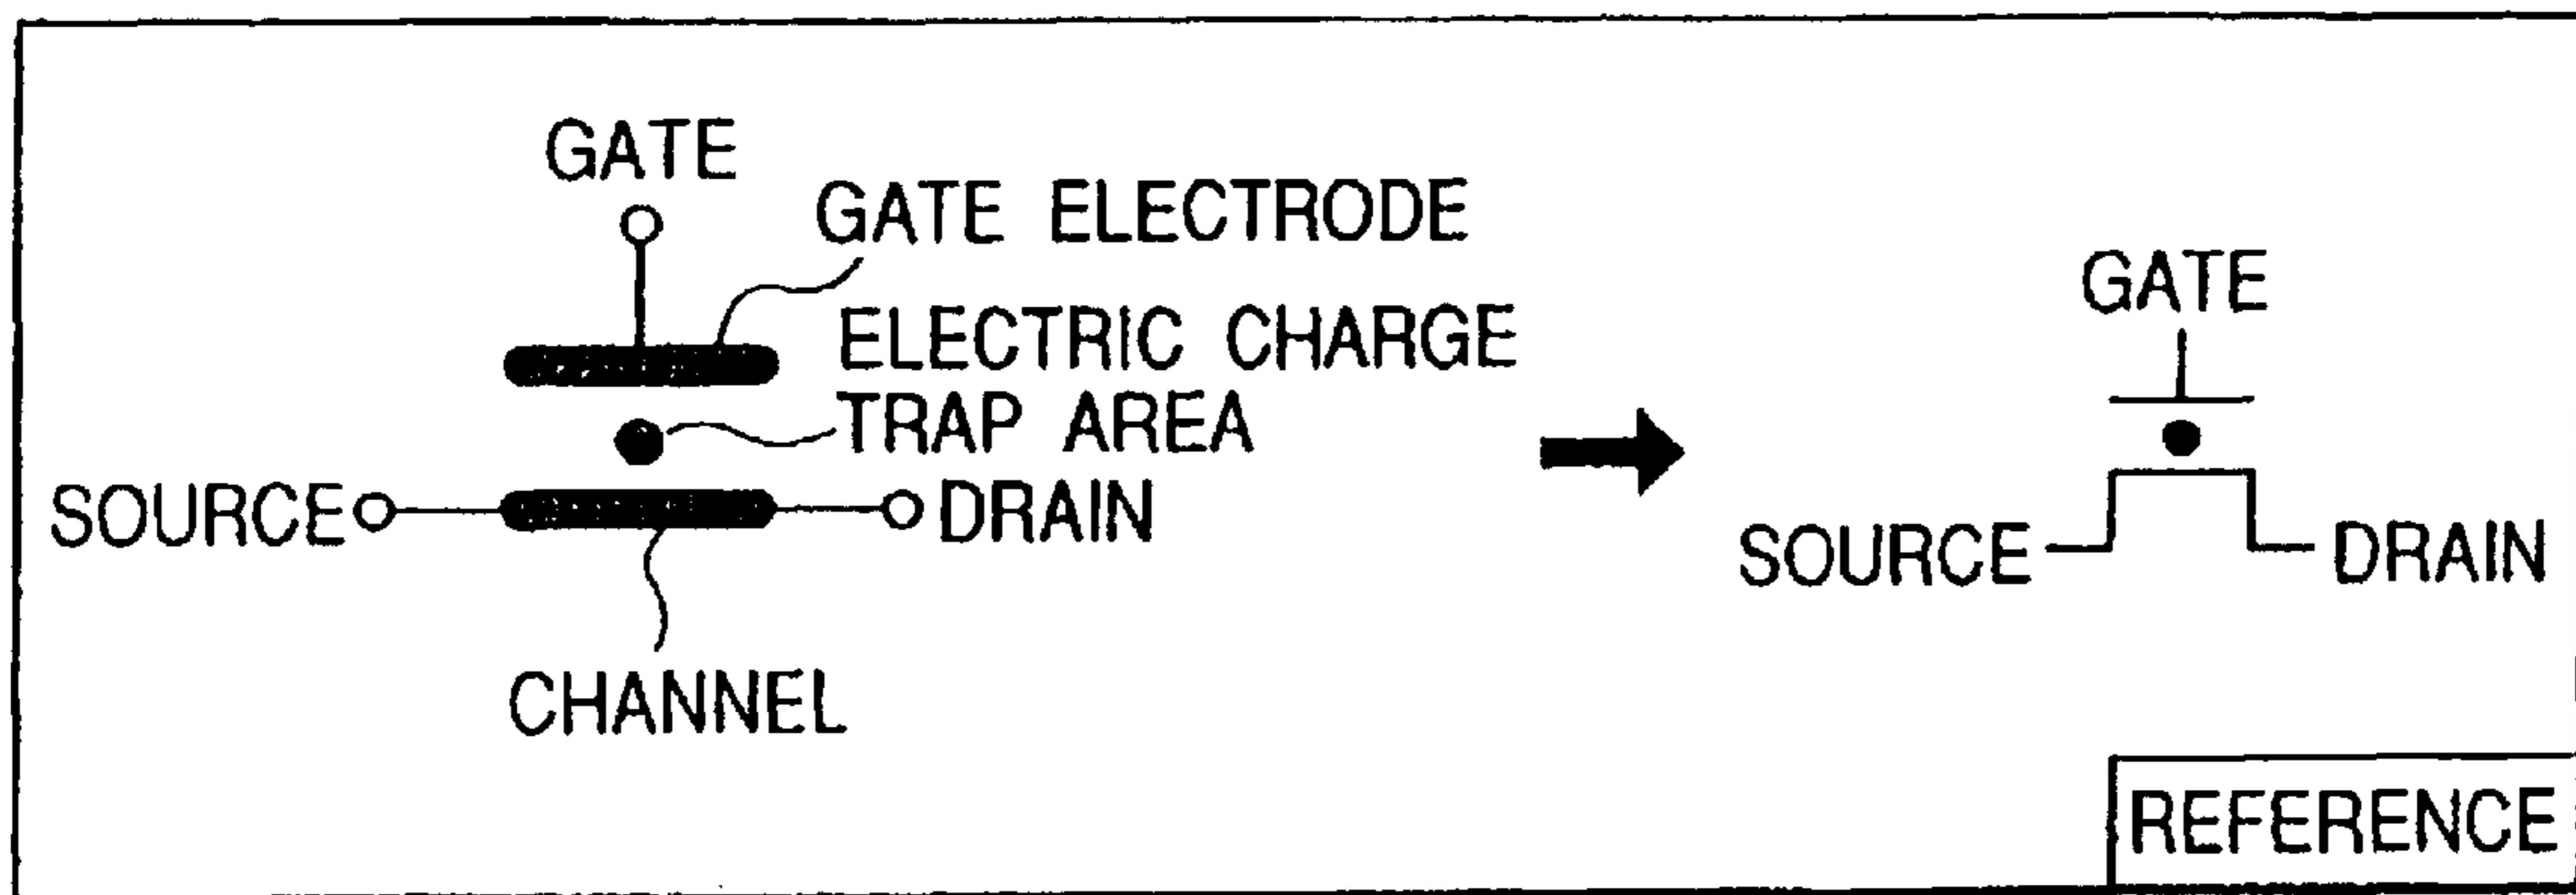 GATE
GATE ELECTRODE
ELECTRIC CHARGE
TRAP AREA
SOURCE
DRAIN
CHANNEL
GATE
SOURCE
DRAIN
REFERENCE